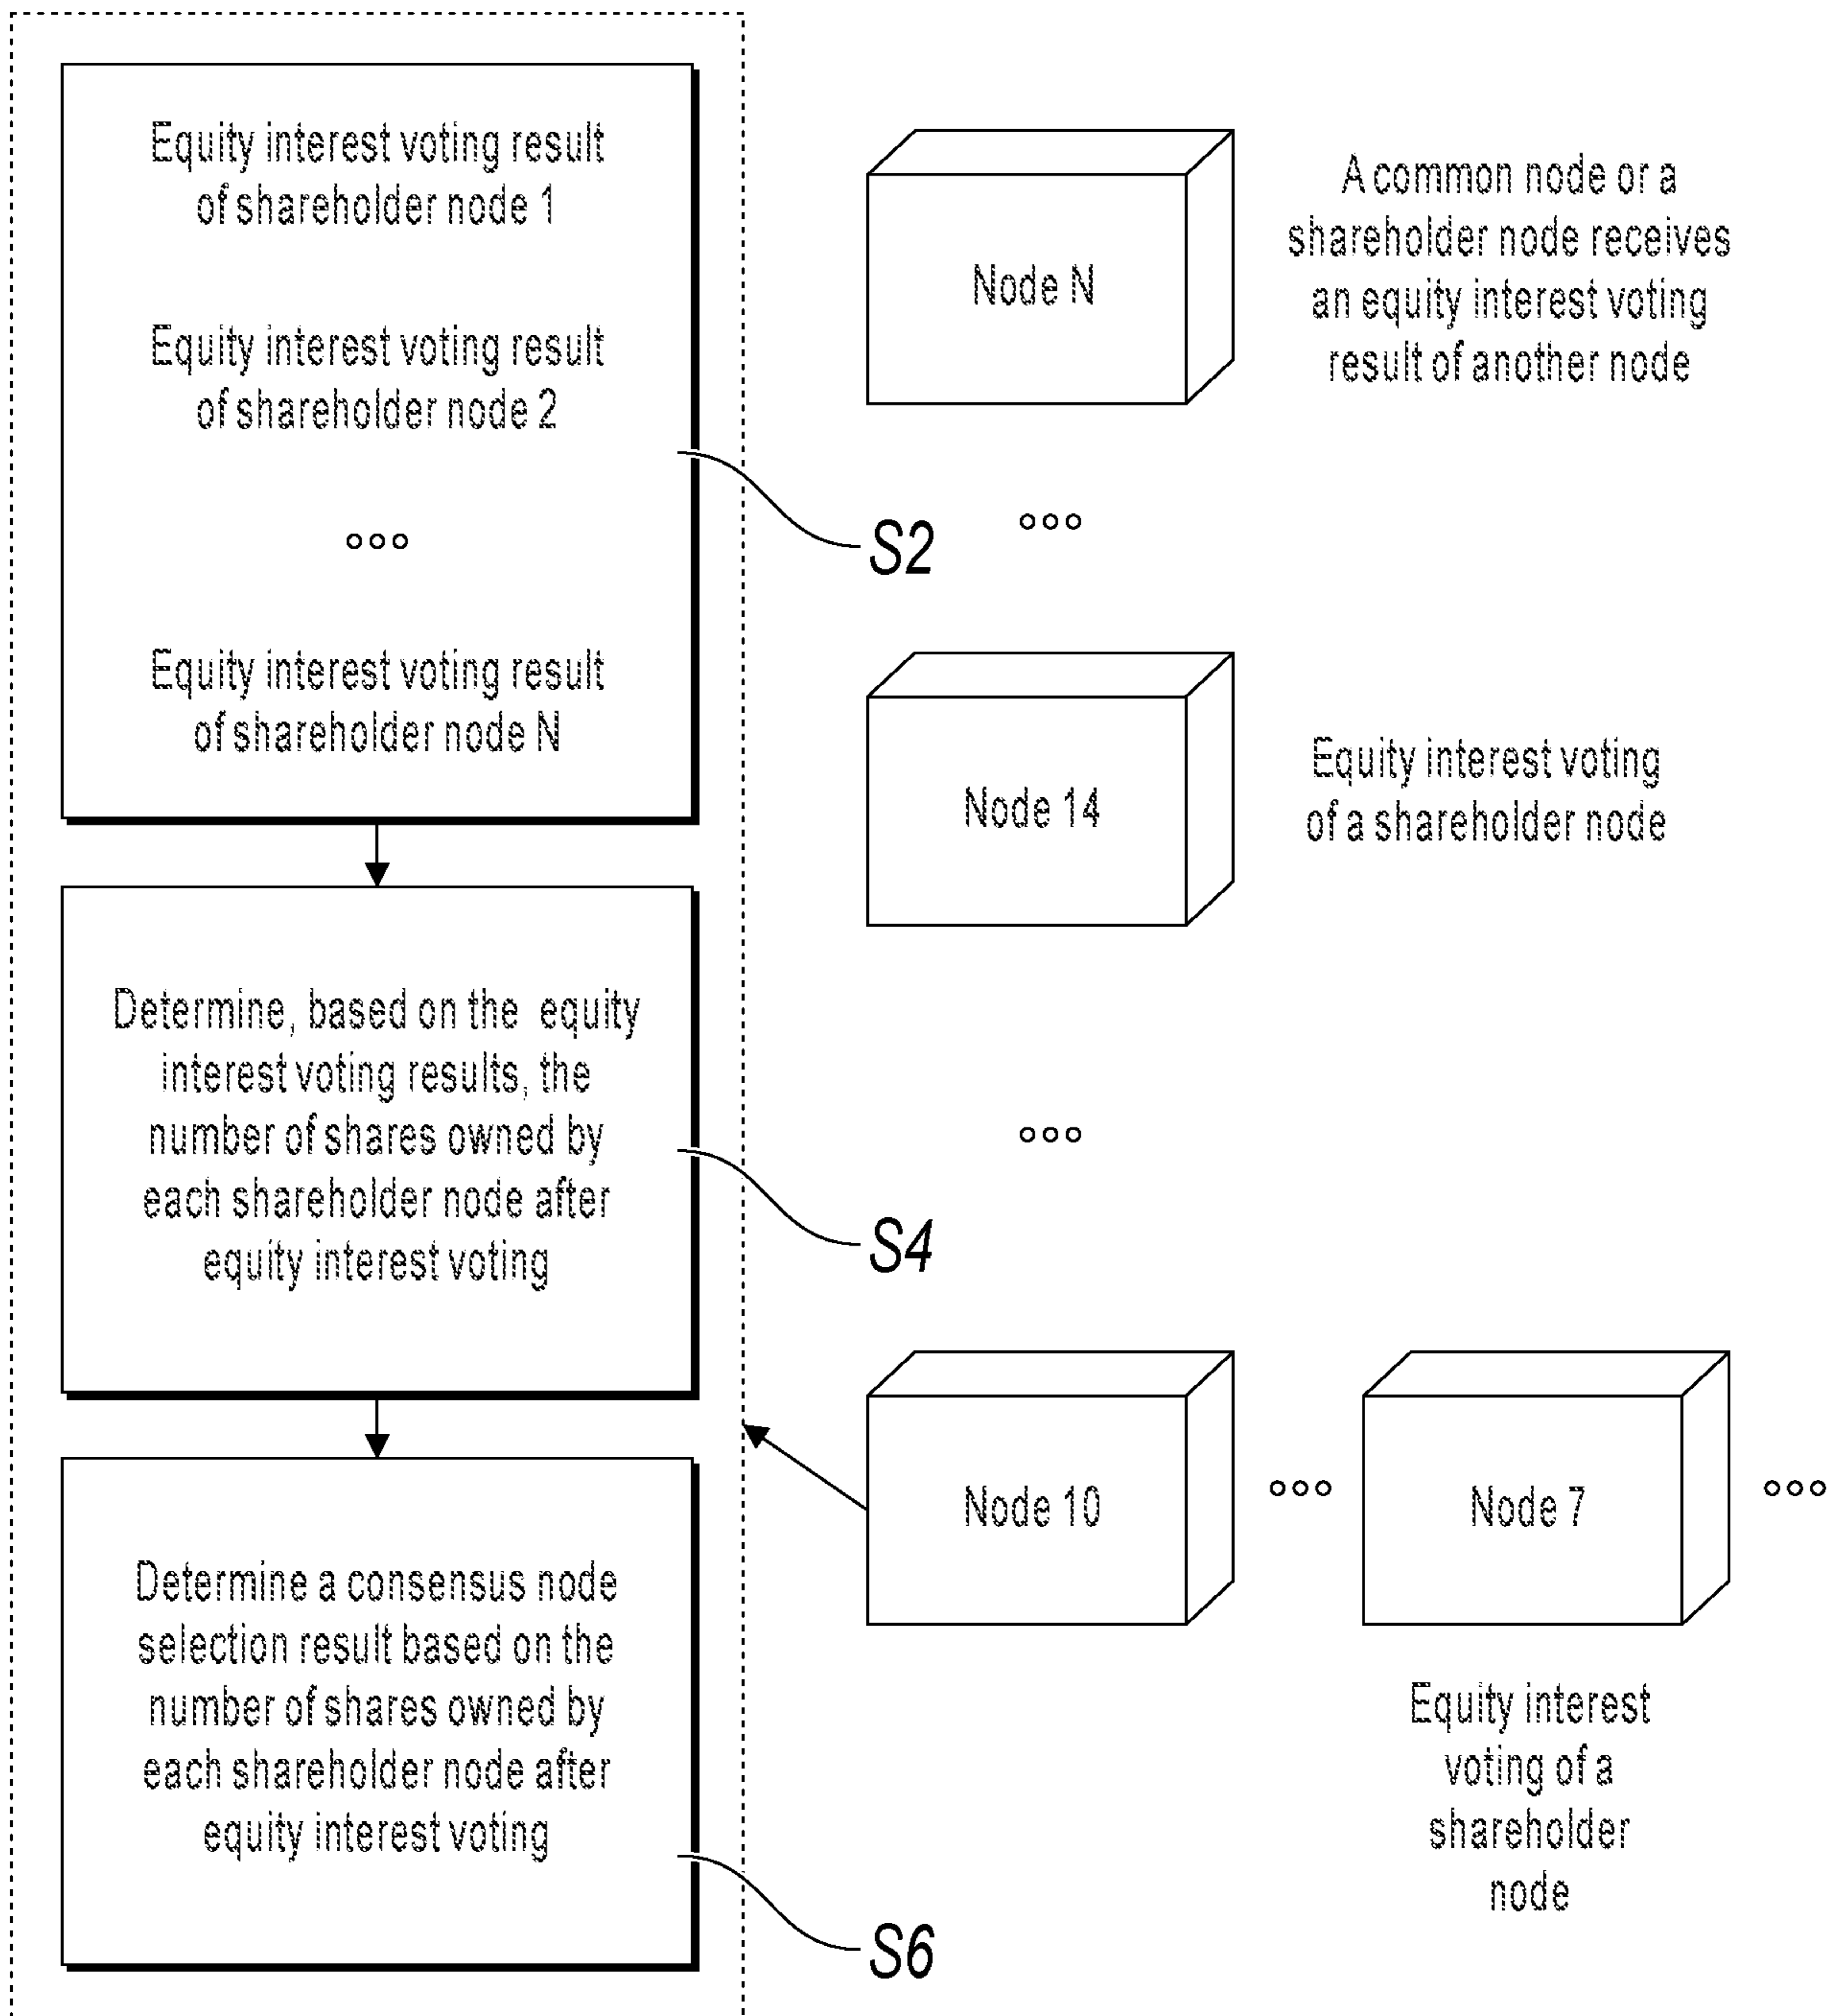 Equity interest voting result
of shareholder node 1
Equity interest voting result
of shareholder node 2
Equity interest voting result
of shareholder node N
S2
Determine, based on the equity
interest voting results, the
number of shares owned by
each shareholder node after
equity interest voting
S4
Determine a consensus node
selection result based on the
number of shares owned by
each shareholder node after
equity interest voting
S6
Node N
A common node or a
shareholder node receives
an equity interest voting
result of another node
Node 14
Equity interest voting
of a shareholder node
Node 10
Node 7
Equity interest
voting of a
shareholder
node